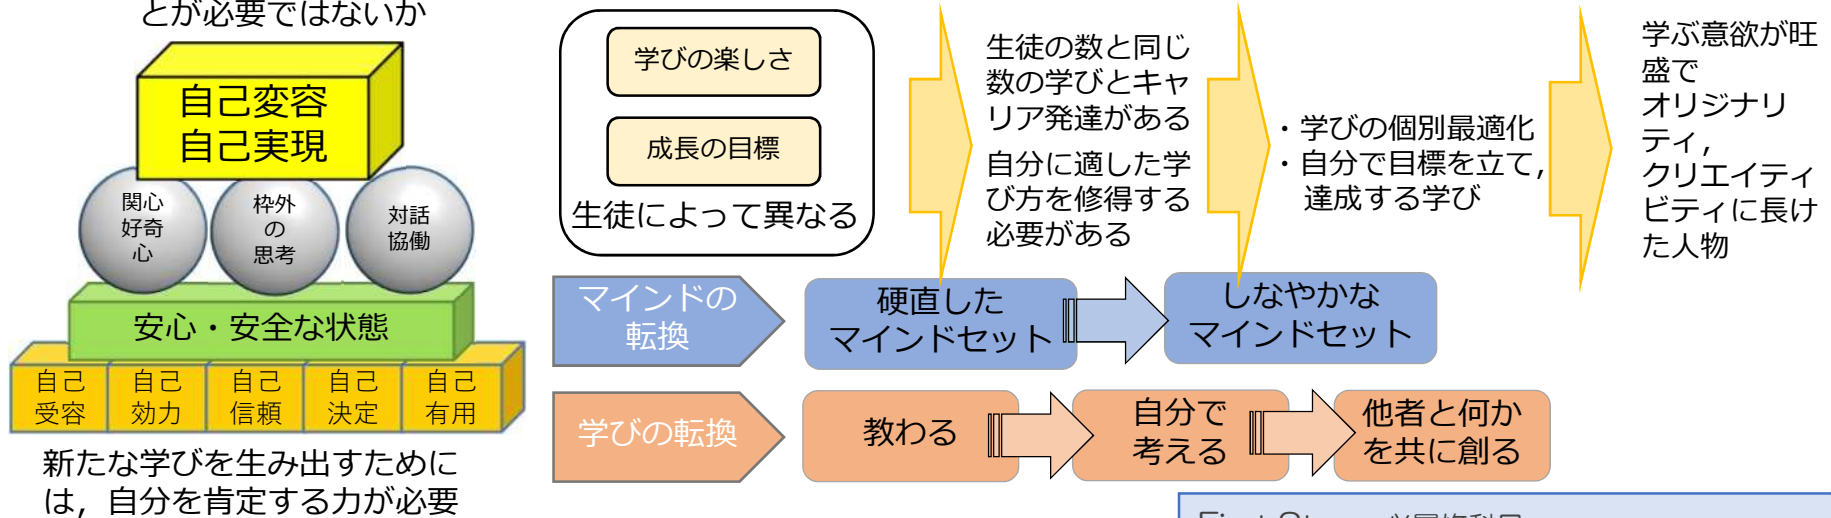 とが必要ではないか
自己変容
自己実現
関心
好奇
心
枠外
の
思考
対話
協働
安心・安全な状態
自己
受容
自己
効力
自己
信頼
自己
決定
自己
有用
新たな学びを生み出すために
は，自分を肯定する力が必要
学びの楽しさ
成長の目標
生徒によって異なる
生徒の数と同じ
数の学びとキャ
リア発達がある
自分に適した学
び方を修得する
必要がある
・学びの個別最適化
・自分で目標を立て，
達成する学び
学ぶ意欲が旺
盛で
オリジナリ
ティ，
クリエイティ
ビティに長け
た人物
マインドの
転換
硬直した
マインドセット
しなやかな
マインドセット
学びの転換
教わる
自分で
考える
他者と何か
を共に創る